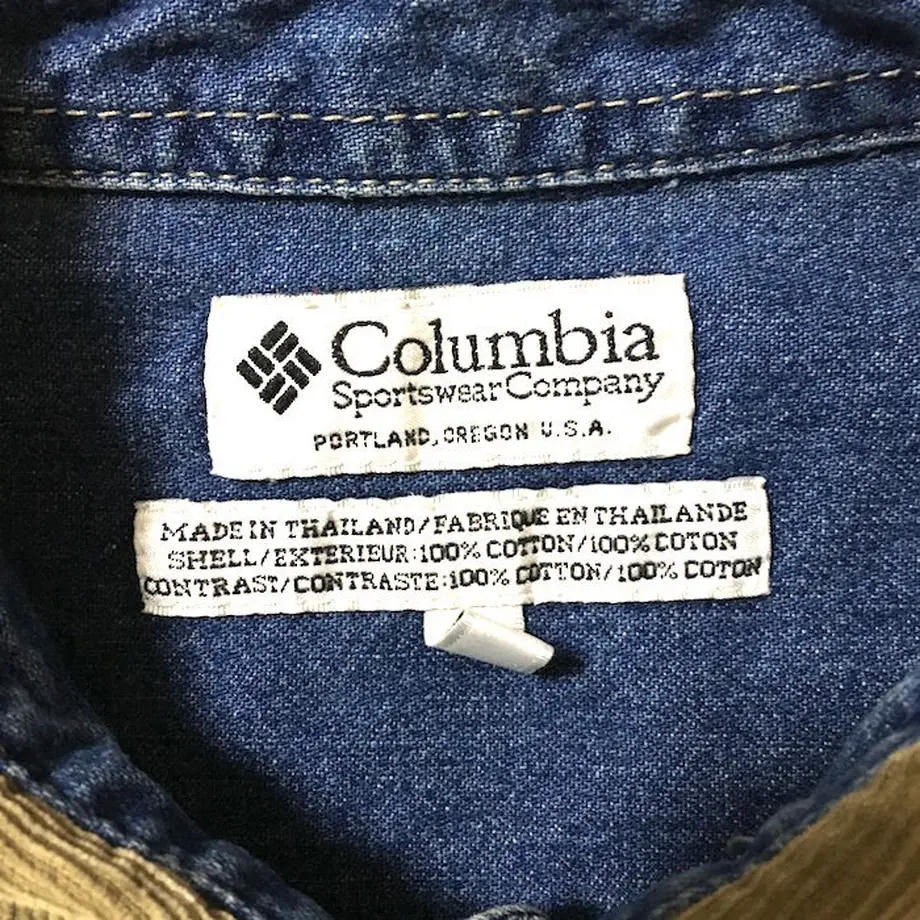 Columbia
Sportswear Company
PORTLAND, OREGON U.S.A.
MADE IN THAILAND/FABRIQUE EN THAILANDE
SHELL/EXTERIEUR:100% COTTON/100% COTON
CONTRAST/CONTRASTE:100% COTTON/100% COTON